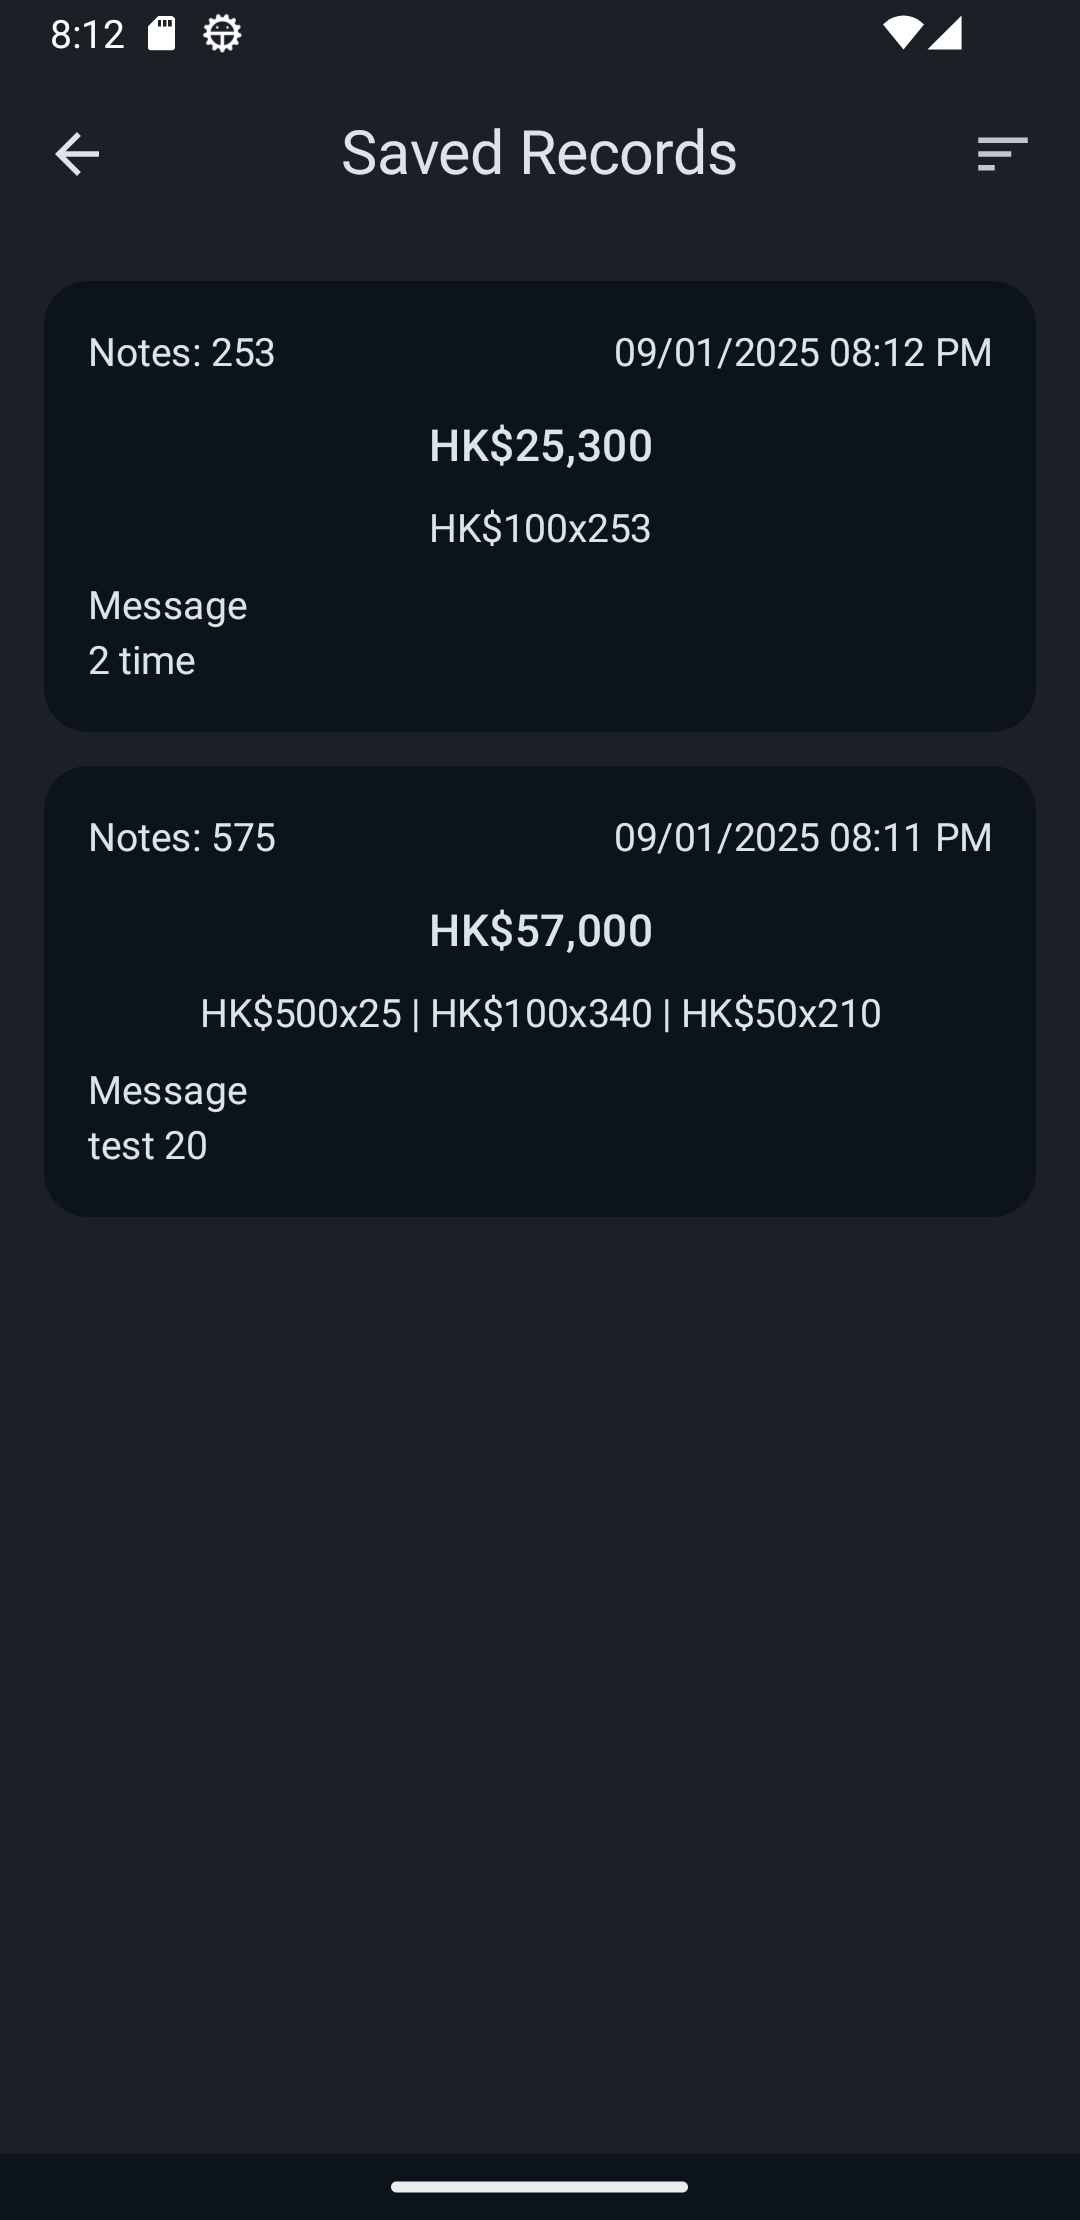 8:12
Saved Records
Notes: 253 09/01/2025 08:12 PM
HK$25,300
HK$100x253
Message
2 time
Notes: 575 09/01/2025 08:11 PM
HK$57,000
HK$500x25 | HK$100x340 | HK$50x210
Message
test 20